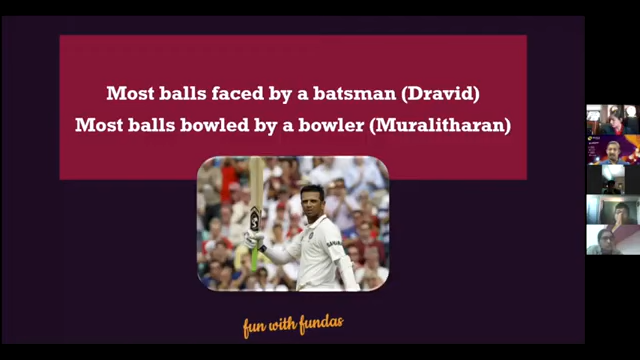 Most balls faced by a batsman (Dravid)
Most balls bowled by a bowler (Muralitharan)
fun with fundas